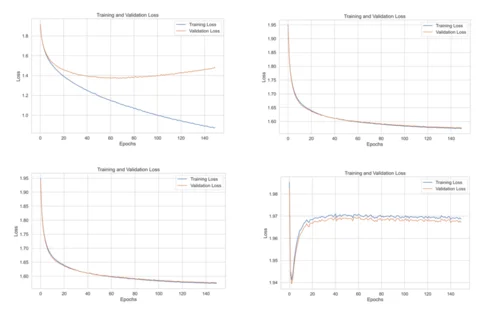 Training and Validation Loss
Training Loss
Validation Loss
1.8
1.6
1.4
1.2
1.0
Loss
0 20 40 60 80 100 120 140
Epochs
Training and Validation Loss
Training Loss
Validation Loss
1.95
1.90
1.85
1.80
1.75
1.70
1.65
1.60
Loss
0 20 40 60 80 100 120 140
Epochs
Training and Validation Loss
Training Loss
Validation Loss
1.95
1.90
1.85
1.80
1.75
1.70
1.65
1.60
Loss
0 20 40 60 80 100 120 140
Epochs
Training and Validation Loss
Training Loss
Validation Loss
1.98
1.97
1.96
1.95
1.94
Loss
0 20 40 60 80 100 120 140
Epochs